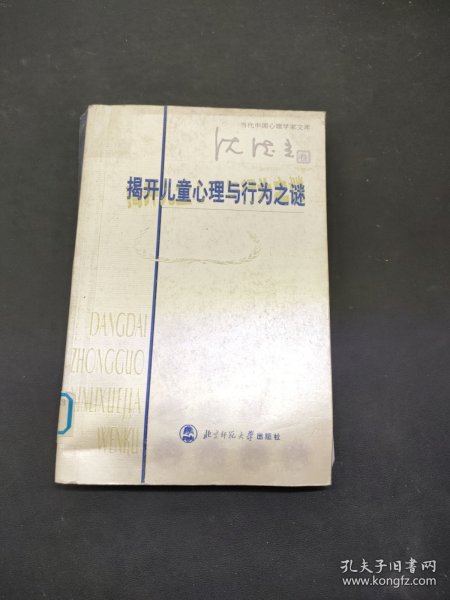 当代中国心理学家文库
沈德立 卷
揭开儿童心理与行为之谜
DANGDAI
ZHONGGUO
XINLIXUEJIA
WENKU
北京师范大学出版社
孔夫子旧书网
www.kongfz.com